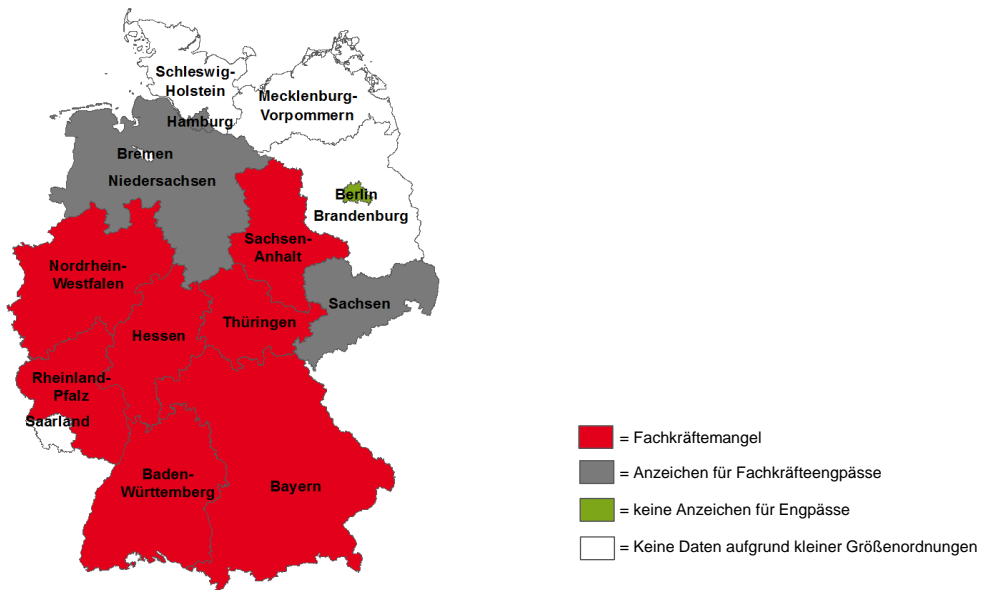 Schleswig-
Holstein
Mecklenburg-
Vorpommern
Hamburg
Bremen
Niedersachsen
Berlin
Brandenburg
Sachsen-
Anhalt
Nordrhein-
Westfalen
Sachsen
Thüringen
Hessen
Rheinland-
Pfalz
Saarland
Baden-
Württemberg
Bayern
= Fachkräftemangel
= Anzeichen für Fachkräfteengpässe
= keine Anzeichen für Engpässe
= Keine Daten aufgrund kleiner Größenordnungen